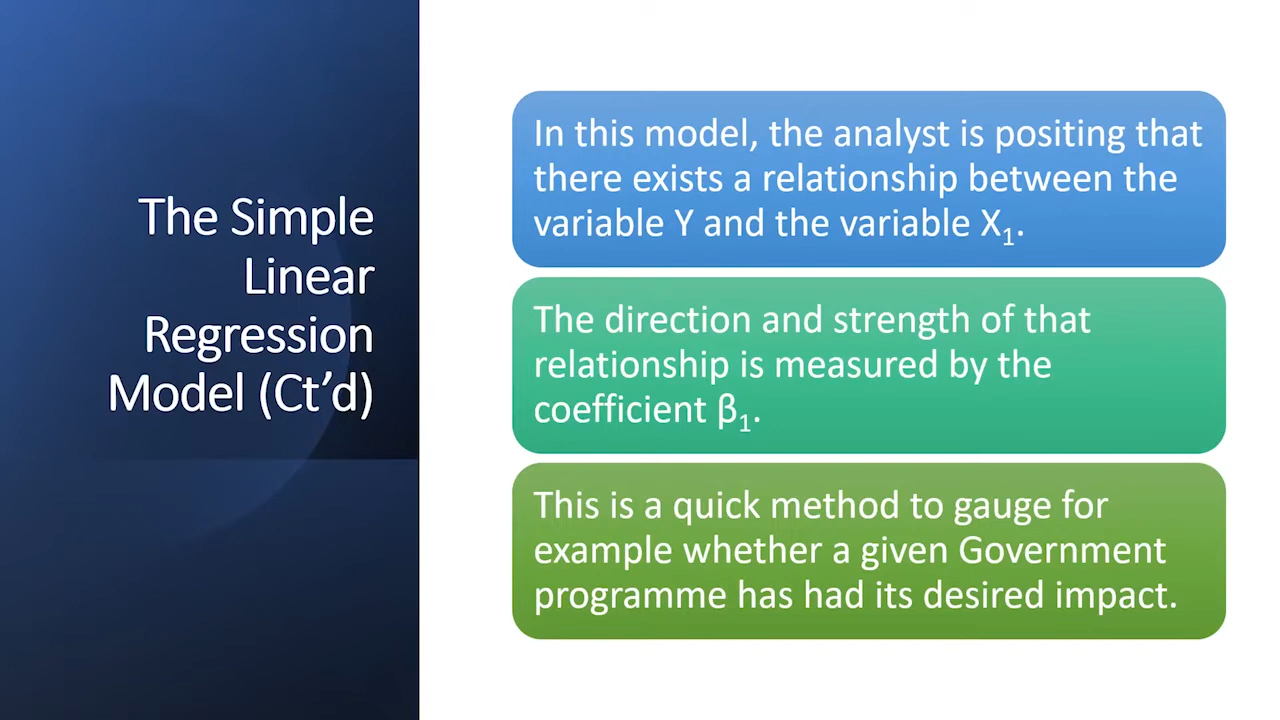 The Simple
Linear
Regression
Model (Ct’d)
In this model, the analyst is positing that
there exists a relationship between the
variable Y and the variable X₁.
The direction and strength of that
relationship is measured by the
coefficient β₁.
This is a quick method to gauge for
example whether a given Government
programme has had its desired impact.